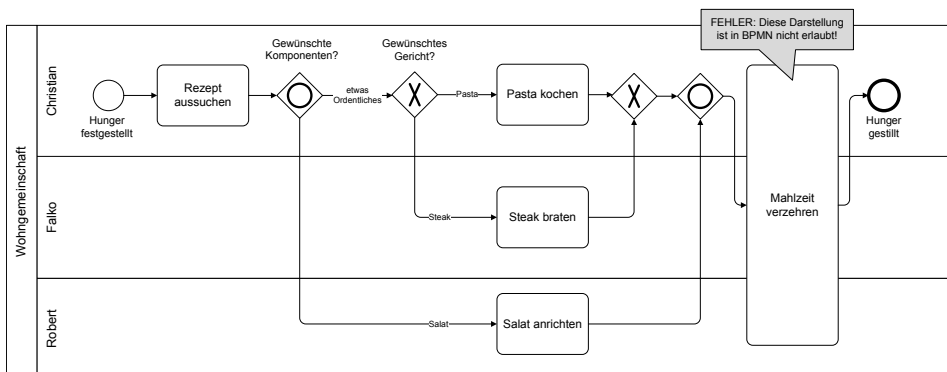 FEHLER: Diese Darstellung
ist in BPMN nicht erlaubt!
Wohngemeinschaft
Christian
Gewünschte
Komponenten?
Gewünschtes
Gericht?
Rezept
aussuchen
etwas
Ordentliches
Pasta
Pasta kochen
X
X
Hunger
festgestellt
Hunger
gestillt
Falko
Steak
Steak braten
Mahlzeit
verzehren
Robert
Salat
Salat anrichten